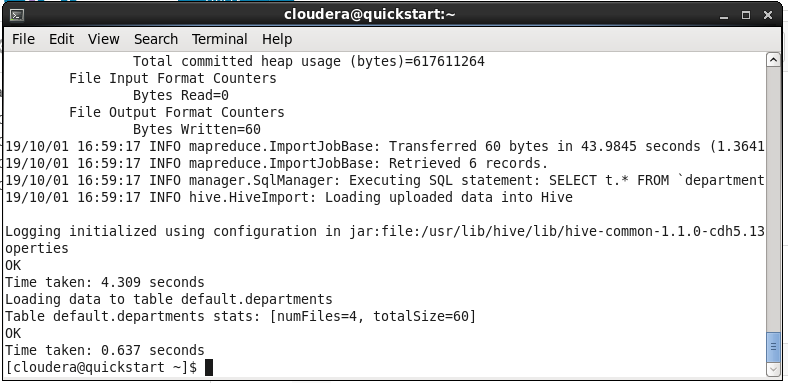 cloudera@quickstart:~
File Edit View Search Terminal Help
Total committed heap usage (bytes)=617611264
File Input Format Counters
Bytes Read=0
File Output Format Counters
Bytes Written=60
19/10/01 16:59:17 INFO mapreduce.ImportJobBase: Transferred 60 bytes in 43.9845 seconds (1.3641
19/10/01 16:59:17 INFO mapreduce.ImportJobBase: Retrieved 6 records.
19/10/01 16:59:17 INFO manager.SqlManager: Executing SQL statement: SELECT t.* FROM `department
19/10/01 16:59:17 INFO hive.HiveImport: Loading uploaded data into Hive
Logging initialized using configuration in jar:file:/usr/lib/hive/lib/hive-common-1.1.0-cdh5.13
operties
OK
Time taken: 4.309 seconds
Loading data to table default.departments
Table default.departments stats: [numFiles=4, totalSize=60]
OK
Time taken: 0.637 seconds
[cloudera@quickstart ~]$